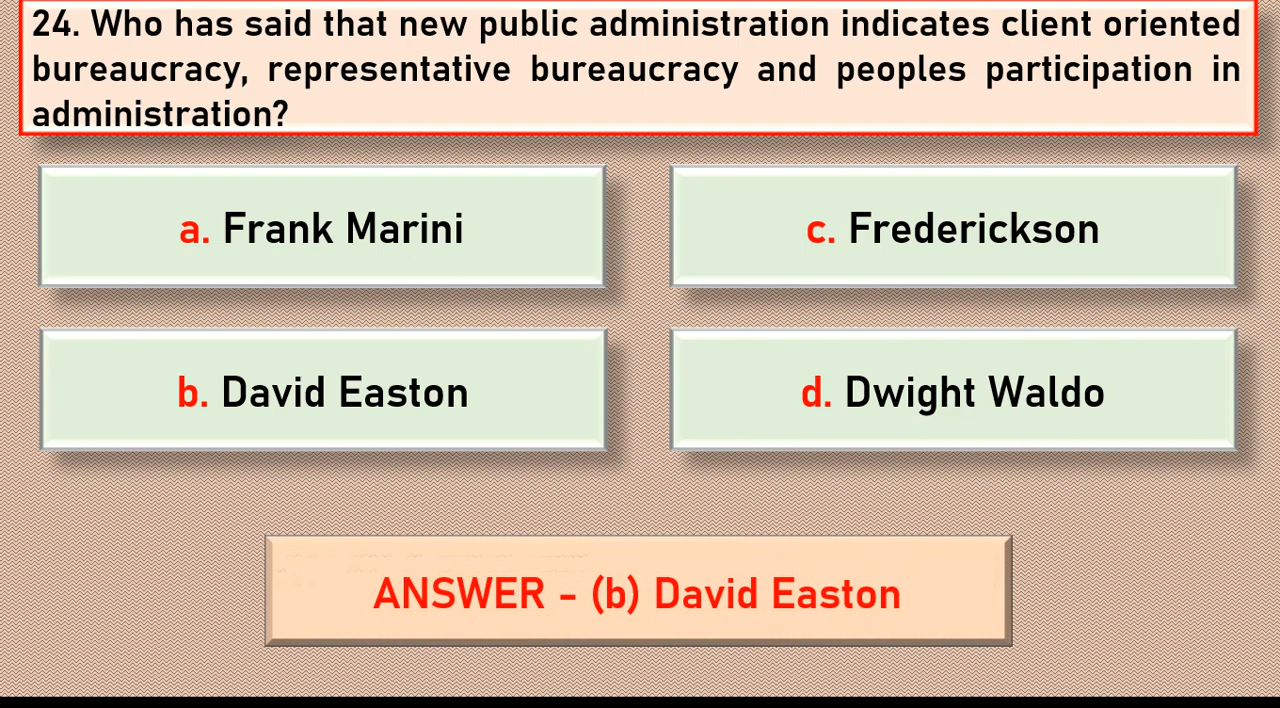 24. Who has said that new public administration indicates client oriented
bureaucracy, representative bureaucracy and peoples participation in
administration?
a. Frank Marini
c. Frederickson
b. David Easton
d. Dwight Waldo
ANSWER - (b) David Easton